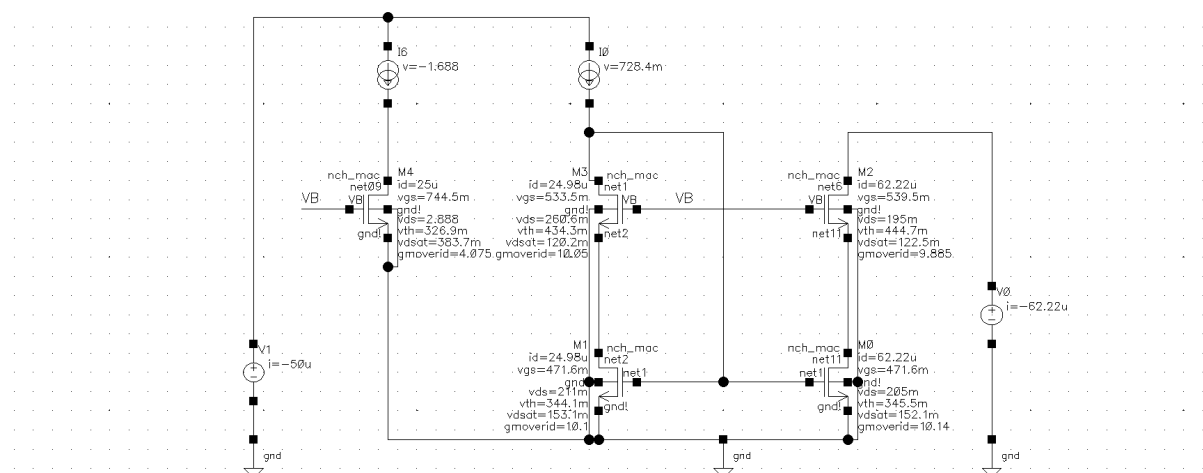 I6
v=-1.688
I0
v=728.4m
nch_mac
net09
VB
VB
gnd!
M4
id=25u
vgs=744.5m
gnd!
vds=2.888
vth=326.9m
vdsat=383.7m
gmoverid=4.075
M3
id=24.98u
vgs=533.5m
gnd!
vds=260.6m
vth=434.3m
vdsat=120.2m
gmoverid=10.05
nch_mac
net1
VB
net2
VB
nch_mac
net6
VB
net11
M2
id=62.22u
vgs=539.5m
gnd!
vds=195m
vth=444.7m
vdsat=122.5m
gmoverid=9.885
V0
i=-62.22u
V1
i=-50u
M1
id=24.98u
vgs=471.6m
gnd!
vds=211m
vth=344.1m
vdsat=153.1m
gmoverid=10.1
nch_mac
net2
net1
gnd!
nch_mac
net11
net1
gnd!
M0
id=62.22u
vgs=471.6m
gnd!
vds=205m
vth=345.5m
vdsat=152.1m
gmoverid=10.14
gnd
gnd
gnd